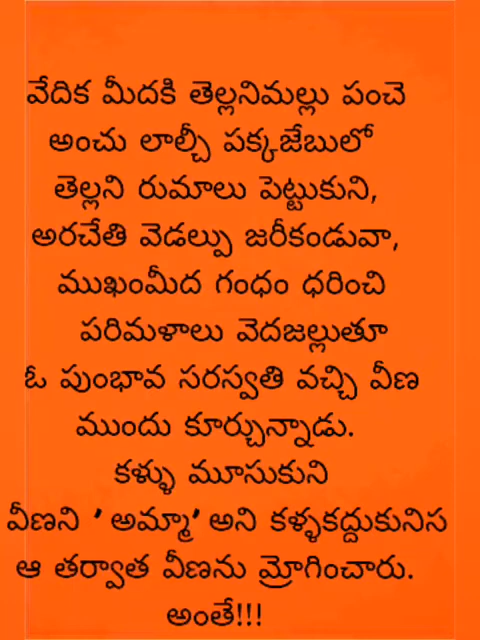 వేదిక మీదకి తెల్లనిమల్లు పంచె
అంచు లాల్చీ పక్కజేబులో
తెల్లని రుమాలు పెట్టుకుని,
అరచేతి వెడల్పు జరీకండువా,
ముఖంమీద గంధం ధరించి
పరిమళాలు వెదజల్లుతూ
ఓ పుంభావ సరస్వతి వచ్చి వీణ
ముందు కూర్చున్నాడు.
కళ్ళు మూసుకుని
వీణని ' అమ్మా' అని కళ్ళకద్దుకునిస
ఆ తర్వాత వీణను మ్రోగించారు.
అంతే!!!